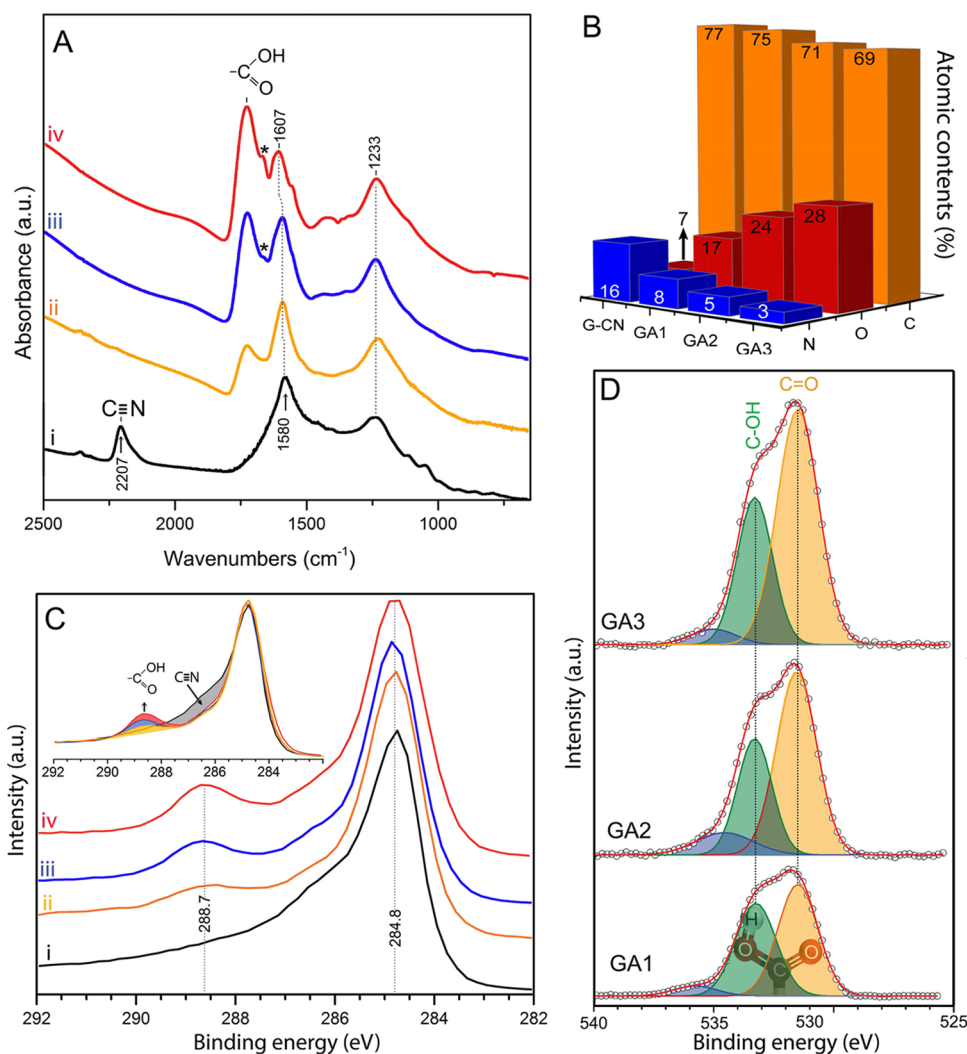 A
OH
–C
O
iv
*
1607
1233
iii
*
ii
C≡N
i
2207
1580
Absorbance (a.u.)
2500
2000
1500
1000
Wavenumbers (cm⁻¹)
B
77
75
71
69
7
17
24
28
16
8
5
3
G-CN
GA1
GA2
GA3
N
O
C
Atomic contents (%)
C
OH
-C
O
C≡N
292 290 288 286 284
iv
iii
ii
i
288.7
284.8
Intensity (a.u.)
292
290
288
286
284
282
Binding energy (eV)
D
C=O
C-OH
GA3
GA2
GA1
H
O
C
O
Intensity (a.u.)
540
535
530
525
Binding energy (eV)